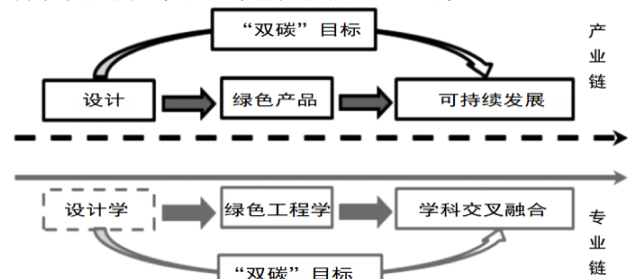 “双碳”目标
产业链
设计
绿色产品
可持续发展
设计学
绿色工程学
学科交叉融合
专业链
“双碳”目标